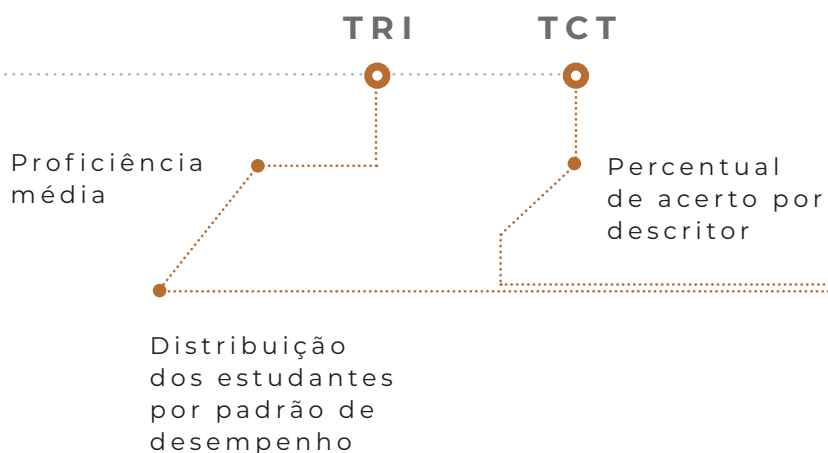 TRI
TCT
Proficiência
média
Percentual
de acerto por
descritor
Distribuição
dos estudantes
por padrão de
desempenho